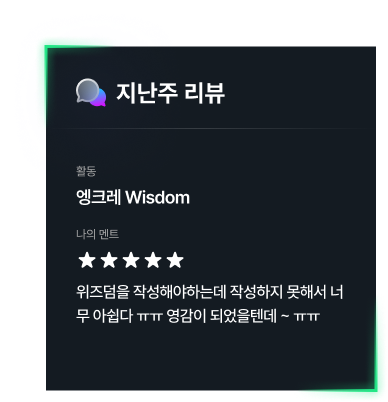 지난주 리뷰
활동
엥크레 Wisdom
나의 멘트
★★★★★
위즈덤을 작성해야하는데 작성하지 못해서 너
무 아쉽다 ㅠㅠ 영감이 되었을텐데 ~ ㅠㅠ